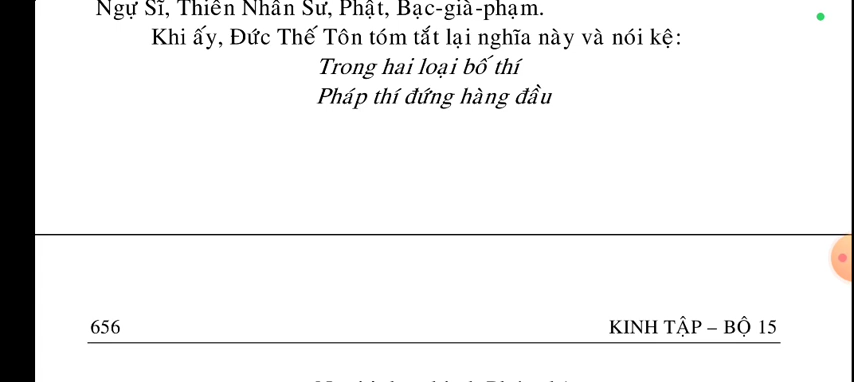 Ngự Sĩ, Thiên Nhân Sư, Phật, Bạc-già-phạm.
Khi ấy, Đức Thế Tôn tóm tắt lại nghĩa này và nói kệ:
Trong hai loại bố thí
Pháp thí đứng hàng đầu
656 KINH TẬP – BỘ 15